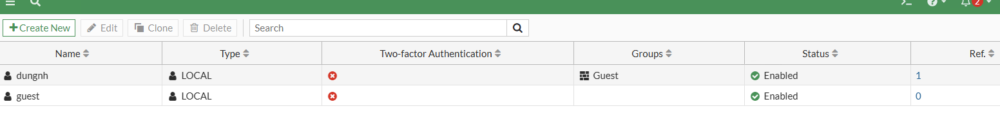 2
Create New Edit Clone Delete Search
Name Type Two-factor Authentication Groups Status Ref.
dungnh LOCAL Guest Enabled 1
guest LOCAL Enabled 0